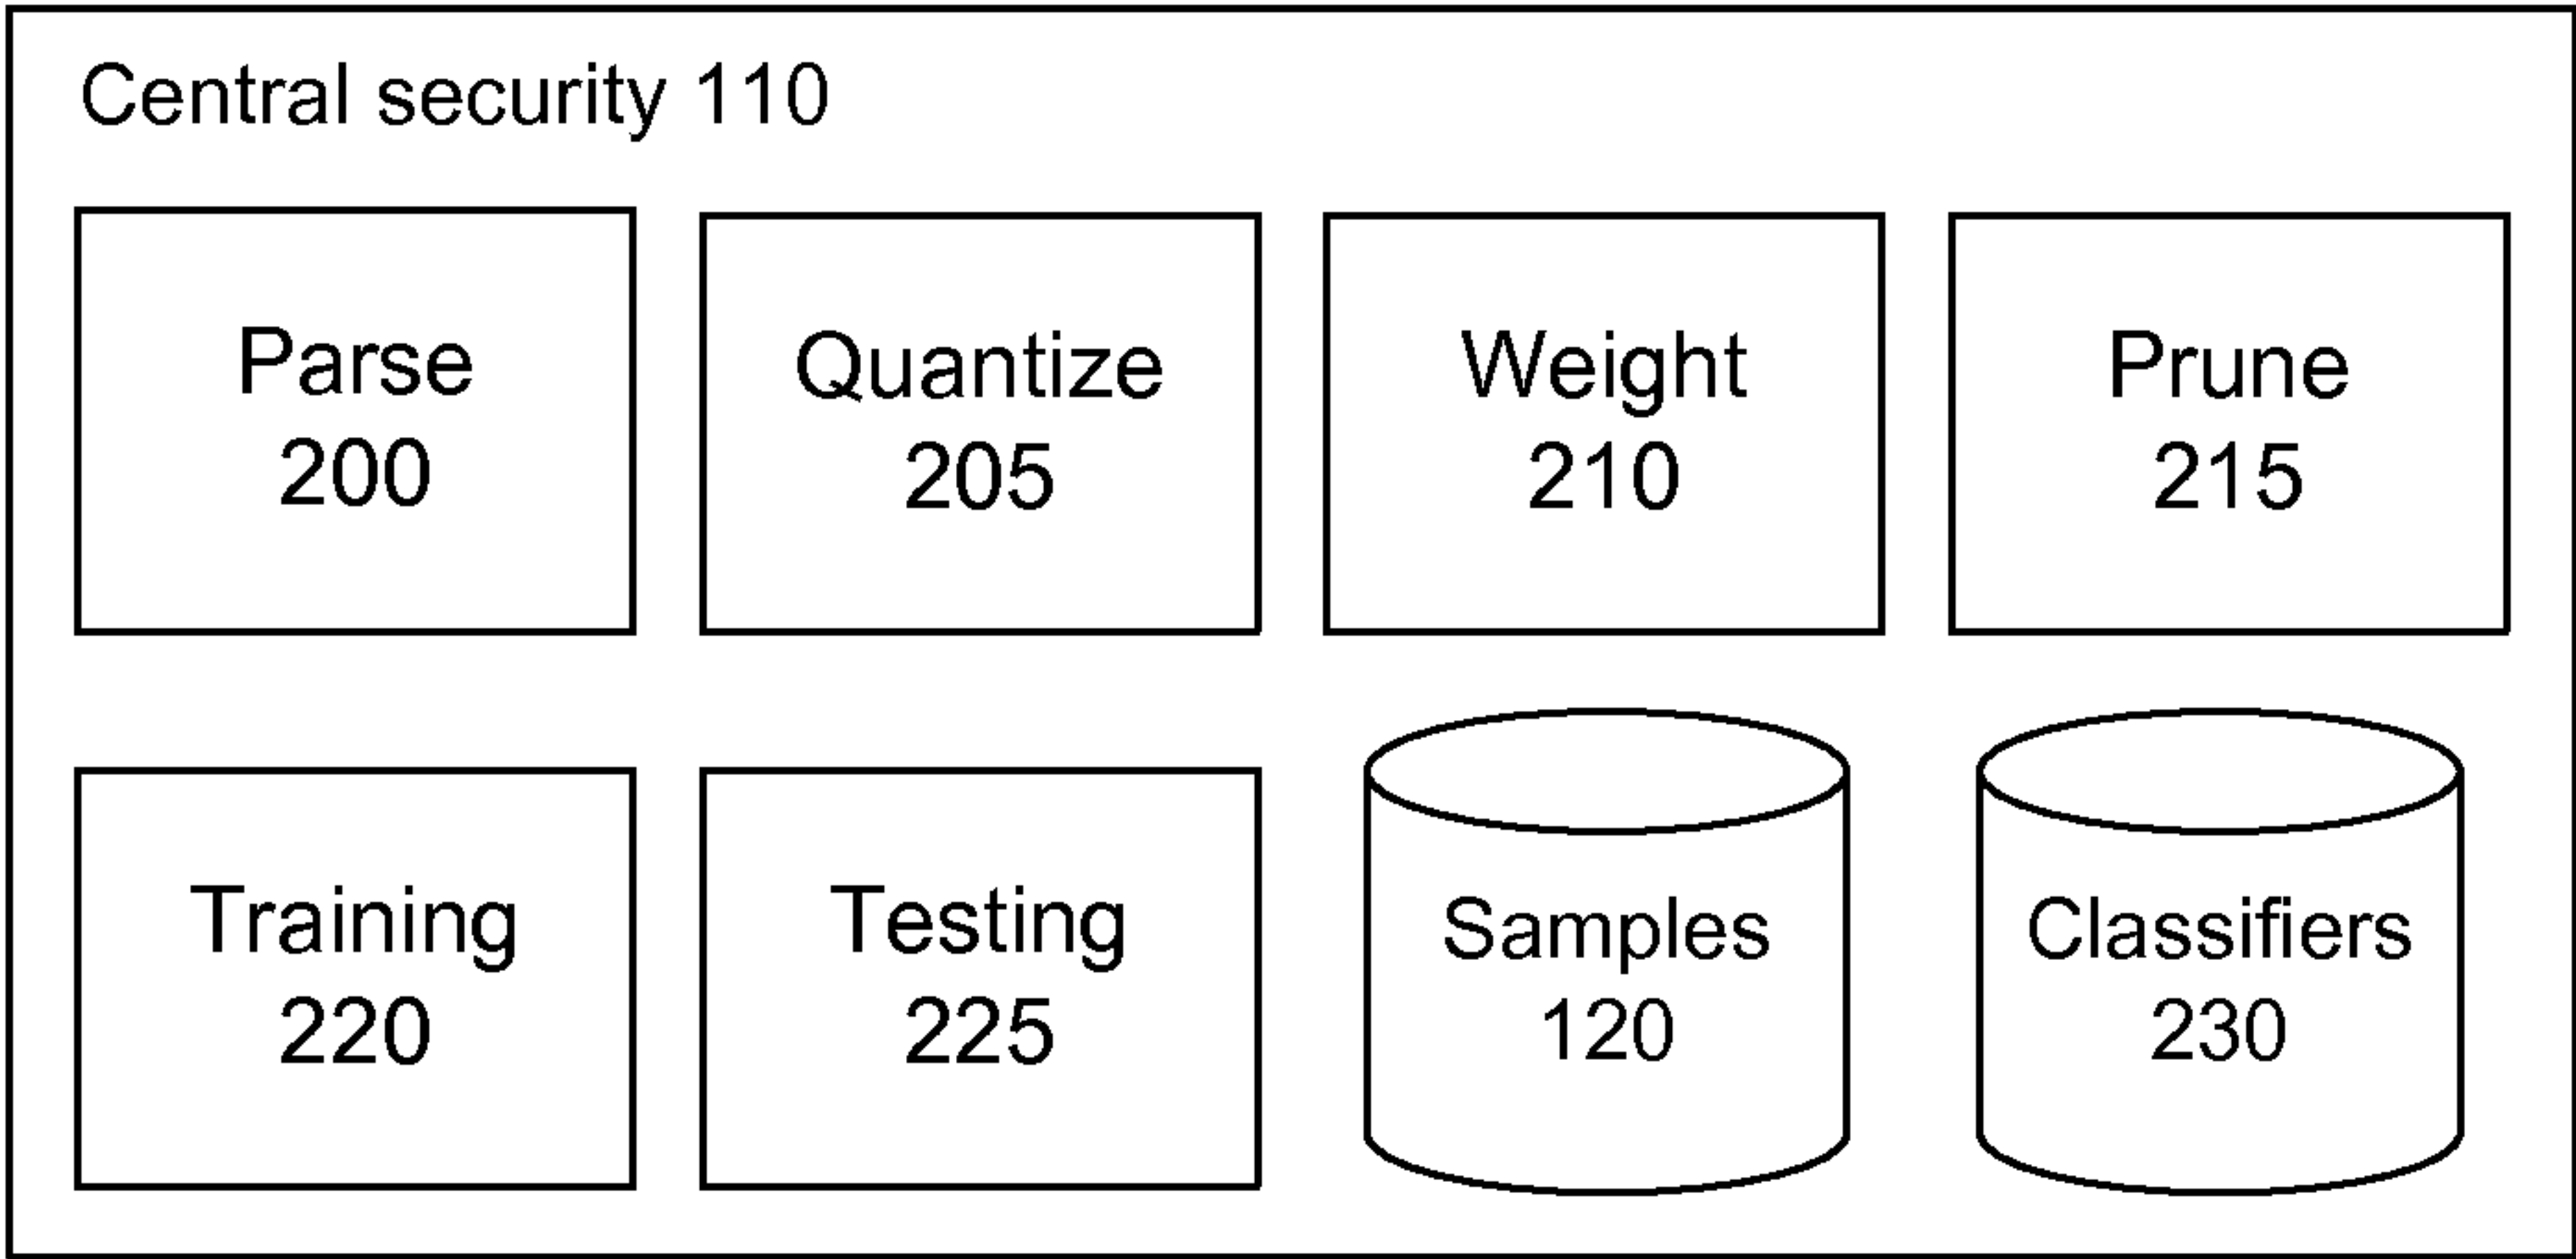 Central security 110
Parse
200
Quantize
205
Weight
210
Prune
215
Training
220
Testing
225
Samples
120
Classifiers
230